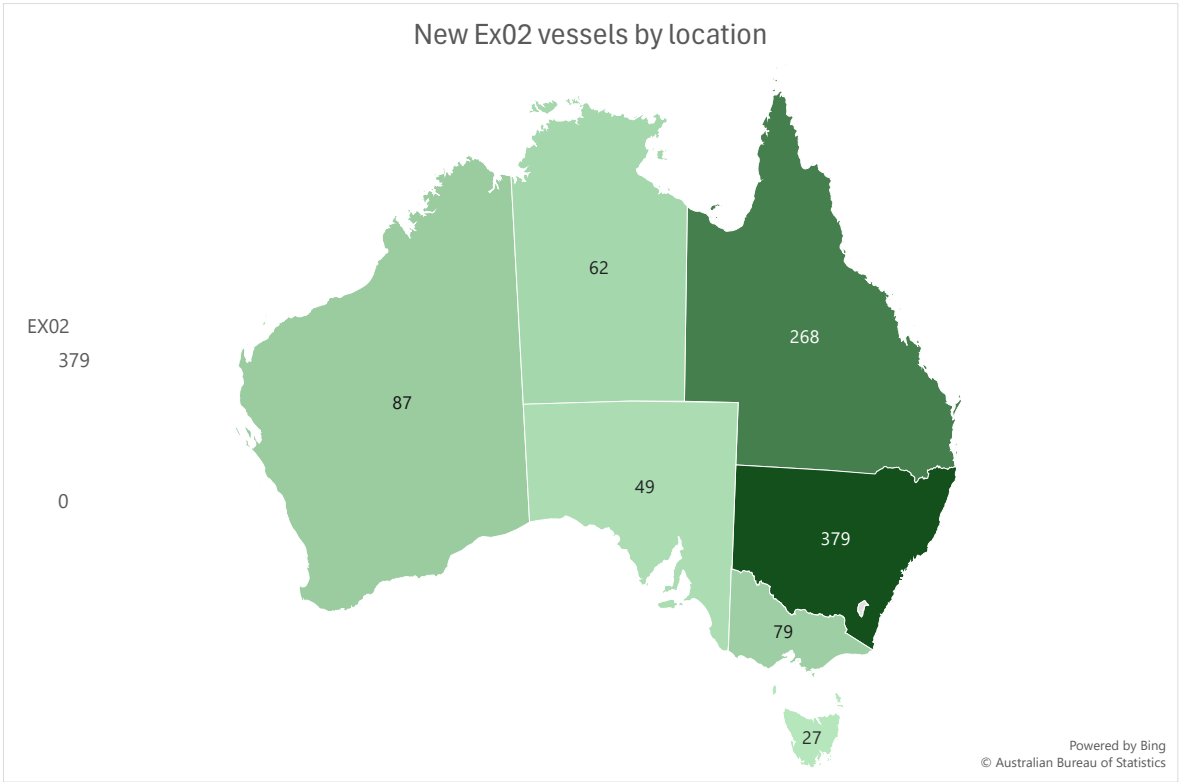 New Ex02 vessels by location
62
268
EX02
379
87
49
0
379
79
27
Powered by Bing
© Australian Bureau of Statistics